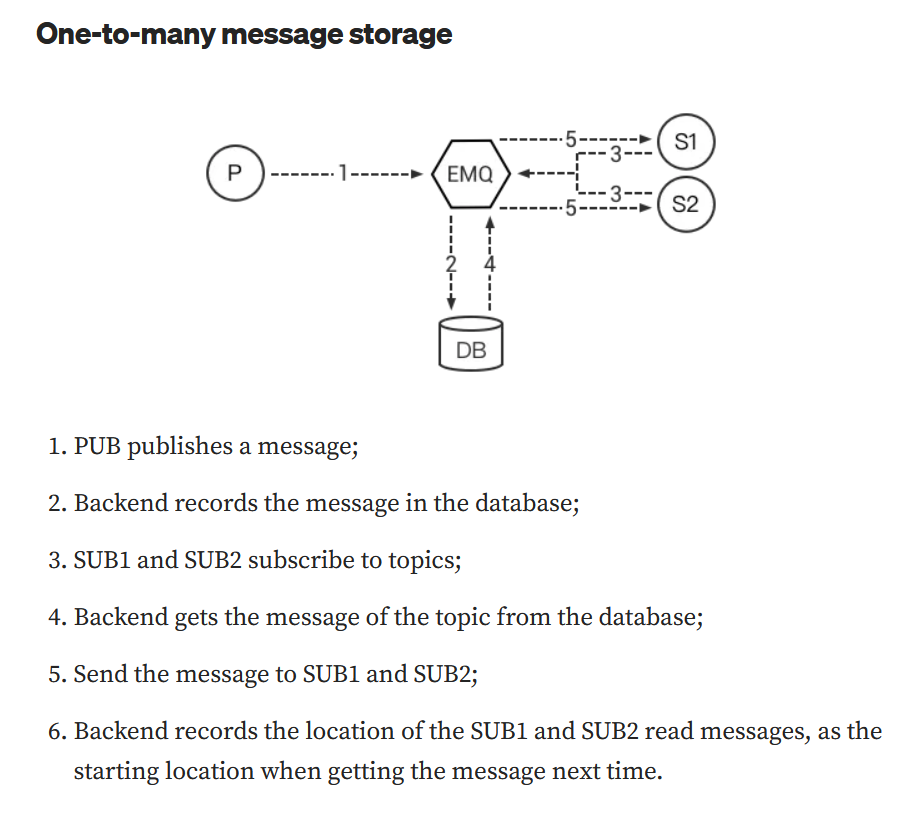 One-to-many message storage
5
S1
3
P
1
EMQ
3
5
S2
2
4
DB
1. PUB publishes a message;
2. Backend records the message in the database;
3. SUB1 and SUB2 subscribe to topics;
4. Backend gets the message of the topic from the database;
5. Send the message to SUB1 and SUB2;
6. Backend records the location of the SUB1 and SUB2 read messages, as the
starting location when getting the message next time.